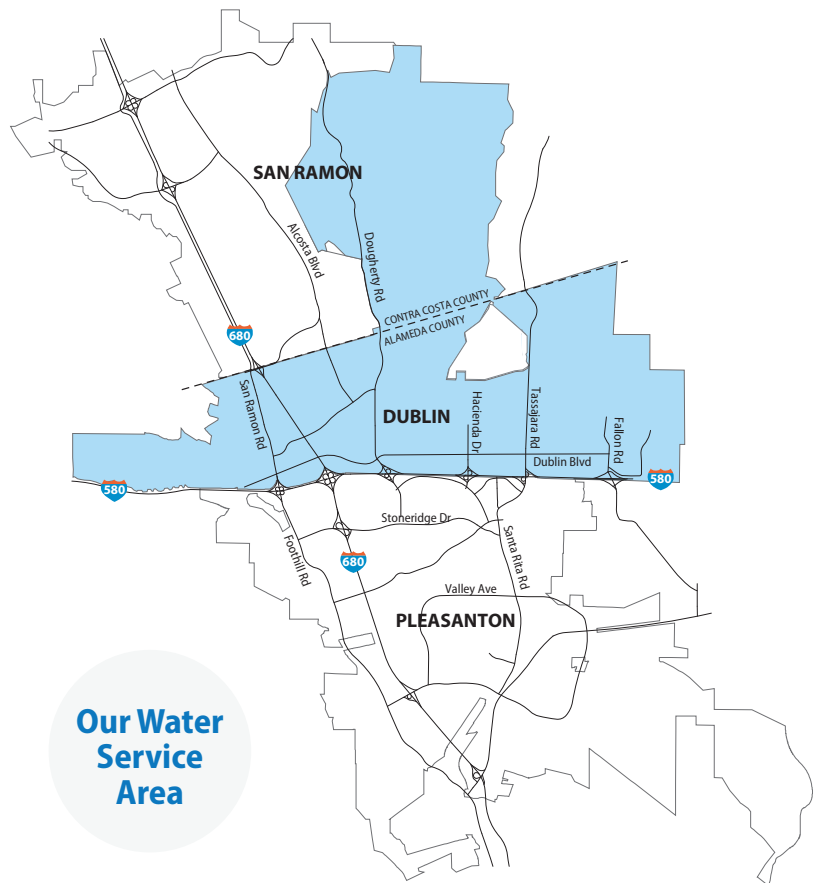 SAN RAMON
Alcosta Blvd
Dougherty Rd
CONTRA COSTA COUNTY
ALAMEDA COUNTY
680
San Ramon Rd
DUBLIN
Hacienda Dr
Tassajara Rd
Fallon Rd
Dublin Blvd
580
580
Stoneridge Dr
Foothill Rd
680
Santa Rita Rd
Valley Ave
PLEASANTON
Our Water
Service
Area